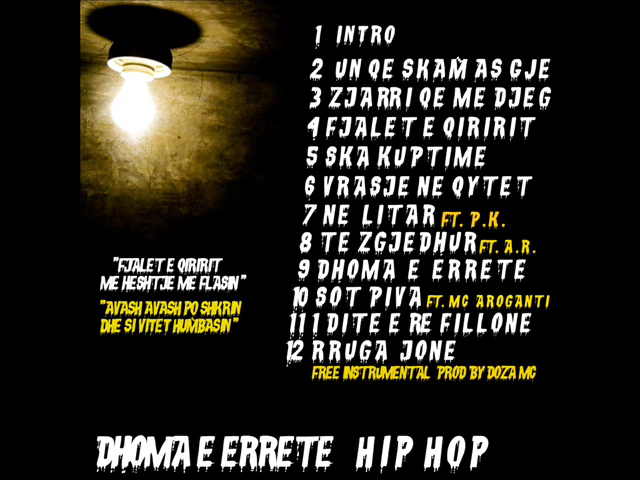 1 INTRO
2 UN QE SKAM AS GJE
3 ZJARRI QE ME DJEG
4 FJALET E QIRIRIT
5 SKA KUPTIME
6 VRASJE NE QYTET
7 NE LITAR FT. P.K.
8 TE ZGJEDHUR FT. A.R.
9 DHOMA E ERRETE
10 SOT PIVA FT. MC AROGANTI
11 1 DITE E RE FILLONE
12 RRUGA JONE
FREE INSTRUMENTAL PROD BY DOZA MC
"FJALET E QIRIRIT
ME HESHTJE ME FLASIN"
"AVASH AVASH PO SHKRIN
DHE SI VITET HUMBASIN"
DHOMA E ERRETE HIP HOP